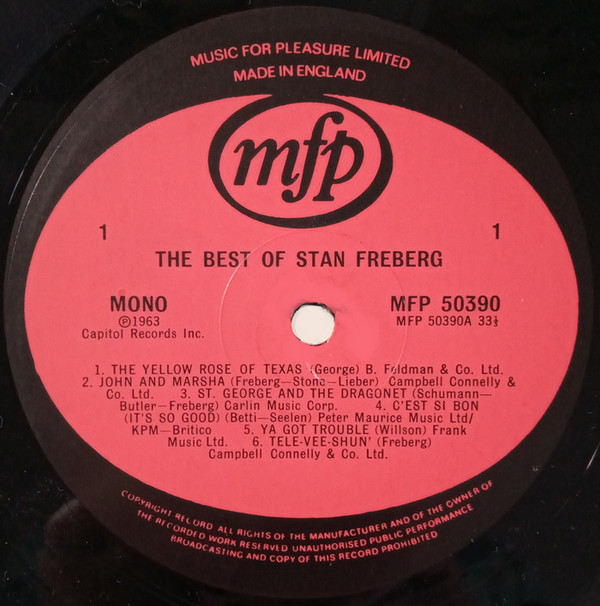 MUSIC FOR PLEASURE LIMITED
MADE IN ENGLAND
mfp
1 1
THE BEST OF STAN FREBERG
MONO MFP 50390
Ⓟ1963 MFP 50390A 33⅓
Capitol Records Inc.
1. THE YELLOW ROSE OF TEXAS (George) B. Feldman & Co. Ltd.
2. JOHN AND MARSHA (Freberg—Stone—Lieber) Campbell Connelly &
Co. Ltd. 3. ST. GEORGE AND THE DRAGONET (Schumann—
Butler—Freberg) Carlin Music Corp. 4. C'EST SI BON
(IT'S SO GOOD) (Betti—Seelen) Peter Maurice Music Ltd/
KPM—Britico 5. YA GOT TROUBLE (Willson) Frank
Music Ltd. 6. TELE-VEE-SHUN' (Freberg)
Campbell Connelly & Co. Ltd.
COPYRIGHT RECORD ALL RIGHTS OF THE MANUFACTURER AND OF THE OWNER OF
THE RECORDED WORK RESERVED UNAUTHORISED PUBLIC PERFORMANCE
BROADCASTING AND COPY OF THIS RECORD PROHIBITED